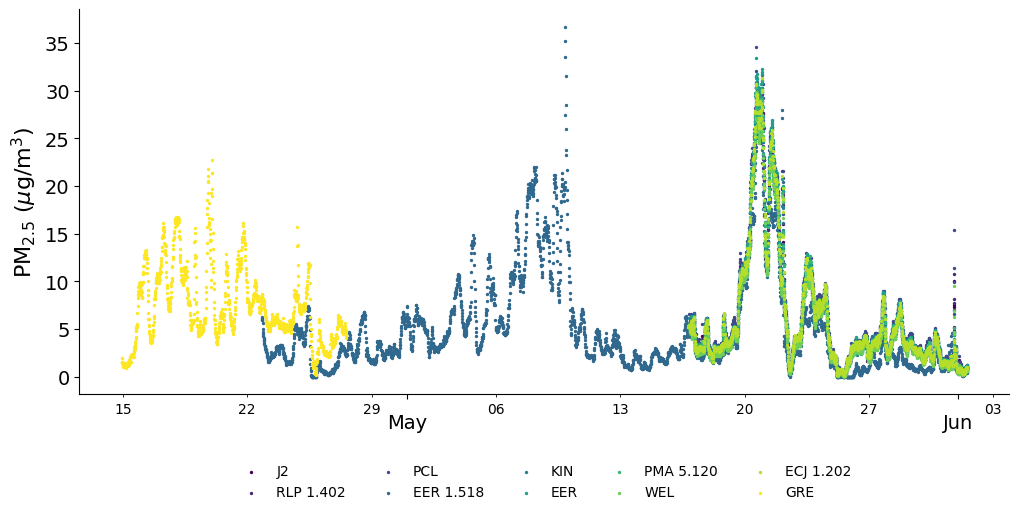 35
30
25
20
15
10
5
0
PM2.5 (μg/m3)
15 22 29 06 13 20 27 03
May Jun
J2 PCL KIN PMA 5.120 ECJ 1.202
RLP 1.402 EER 1.518 EER WEL GRE